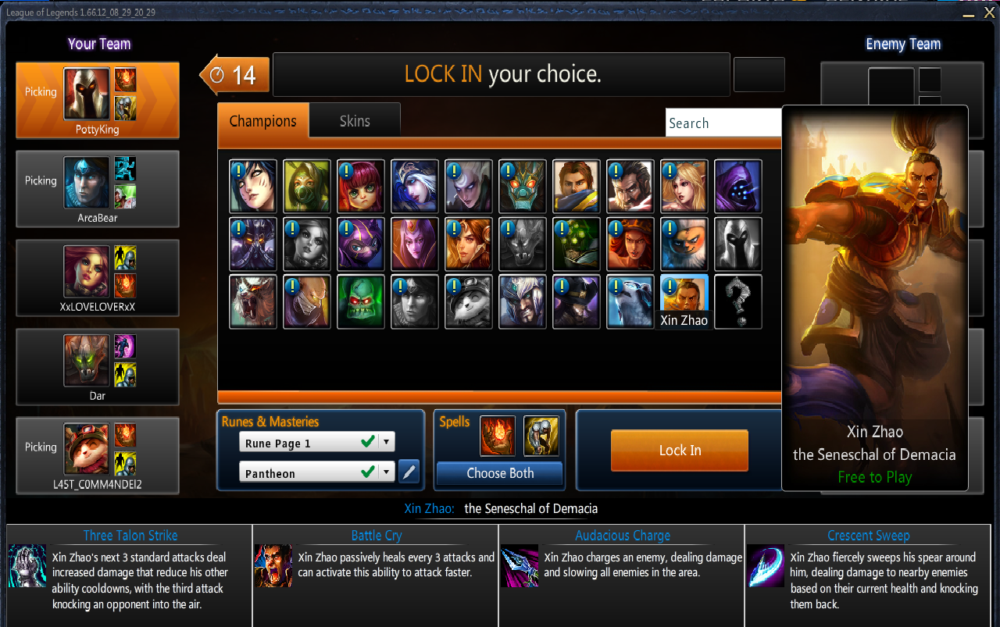 League of Legends 1.66.12_08_29_20_29
Your Team
Enemy Team
14
LOCK IN your choice.
Picking
PottyKing
Champions
Skins
Search
Picking
ArcaBear
XxLOVELOVERxX
Dar
Picking
L45T_C0MM4NDEl2
Xin Zhao
Runes & Masteries
Rune Page 1
Pantheon
Spells
Choose Both
Lock In
Xin Zhao
the Seneschal of Demacia
Free to Play
Xin Zhao: the Seneschal of Demacia
Three Talon Strike
Xin Zhao's next 3 standard attacks deal
increased damage that reduce his other
ability cooldowns, with the third attack
knocking an opponent into the air.
Battle Cry
Xin Zhao passively heals every 3 attacks and
can activate this ability to attack faster.
Audacious Charge
Xin Zhao charges an enemy, dealing damage
and slowing all enemies in the area.
Crescent Sweep
Xin Zhao fiercely sweeps his spear around
him, dealing damage to nearby enemies
based on their current health and knocking
them back.